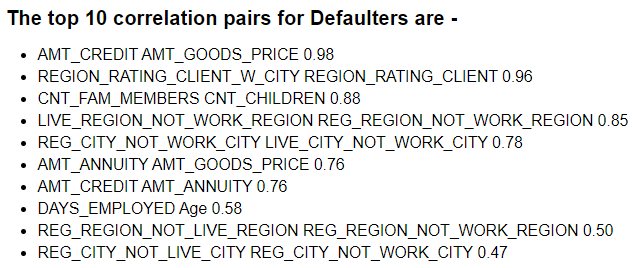 The top 10 correlation pairs for Defaulters are -
• AMT_CREDIT AMT_GOODS_PRICE 0.98
• REGION_RATING_CLIENT_W_CITY REGION_RATING_CLIENT 0.96
• CNT_FAM_MEMBERS CNT_CHILDREN 0.88
• LIVE_REGION_NOT_WORK_REGION REG_REGION_NOT_WORK_REGION 0.85
• REG_CITY_NOT_WORK_CITY LIVE_CITY_NOT_WORK_CITY 0.78
• AMT_ANNUITY AMT_GOODS_PRICE 0.76
• AMT_CREDIT AMT_ANNUITY 0.76
• DAYS_EMPLOYED Age 0.58
• REG_REGION_NOT_LIVE_REGION REG_REGION_NOT_WORK_REGION 0.50
• REG_CITY_NOT_LIVE_CITY REG_CITY_NOT_WORK_CITY 0.47